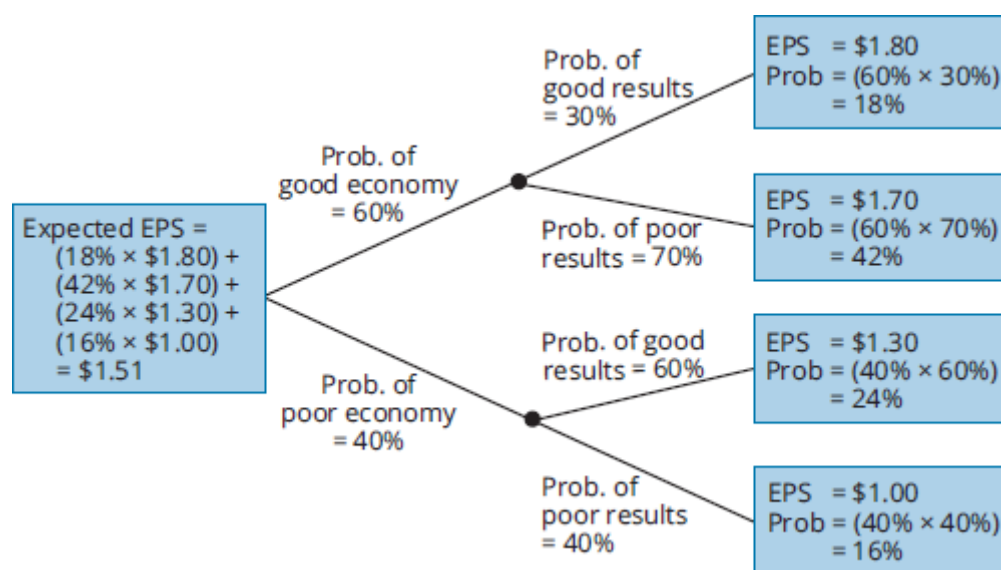 Expected EPS =
(18% × $1.80) +
(42% × $1.70) +
(24% × $1.30) +
(16% × $1.00)
= $1.51
Prob. of
good economy
= 60%
Prob. of
poor economy
= 40%
Prob. of
good results
= 30%
Prob. of poor
results = 70%
Prob. of good
results = 60%
Prob. of
poor results
= 40%
EPS = $1.80
Prob = (60% × 30%)
= 18%
EPS = $1.70
Prob = (60% × 70%)
= 42%
EPS = $1.30
Prob = (40% × 60%)
= 24%
EPS = $1.00
Prob = (40% × 40%)
= 16%